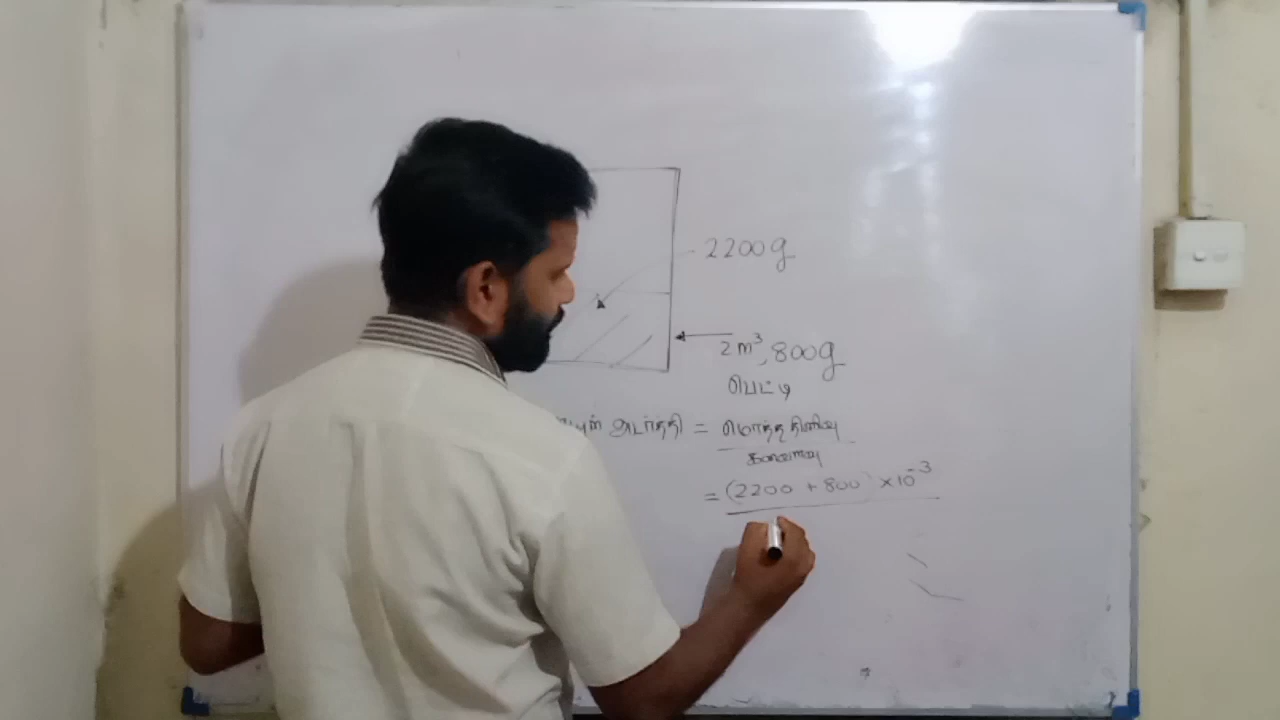 2200g
2m³, 800g
பெட்டி
அடர்த்தி = மொத்த திணிவு
கனவளவு
= (2200 + 800) ×10⁻³